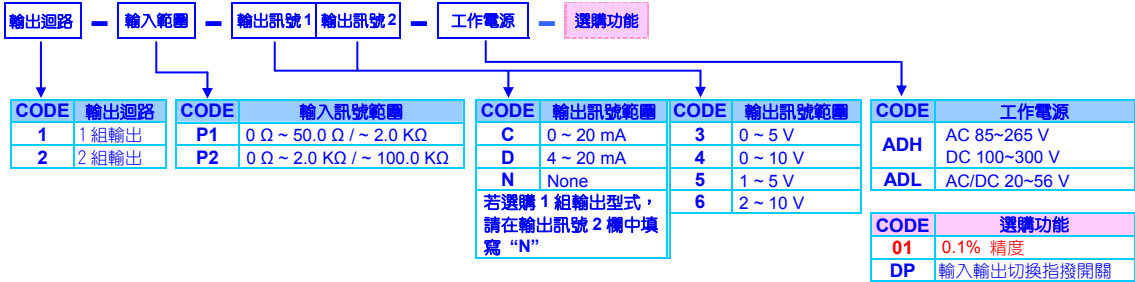 輸出迴路 – 輸入範圍 – 輸出訊號1 輸出訊號2 – 工作電源 – 選購功能
CODE 輸出迴路
1 1組輸出
2 2組輸出
CODE 輸入訊號範圍
P1 0 Ω ~ 50.0 Ω / ~ 2.0 KΩ
P2 0 Ω ~ 2.0 KΩ / ~ 100.0 KΩ
CODE 輸出訊號範圍
C 0 ~ 20 mA
D 4 ~ 20 mA
N None
若選購1組輸出型式，
請在輸出訊號2欄中填
寫 “N”
CODE 輸出訊號範圍
3 0 ~ 5 V
4 0 ~ 10 V
5 1 ~ 5 V
6 2 ~ 10 V
CODE 工作電源
ADH AC 85~265 V
DC 100~300 V
ADL AC/DC 20~56 V
CODE 選購功能
01 0.1% 精度
DP 輸入輸出切換指撥開關